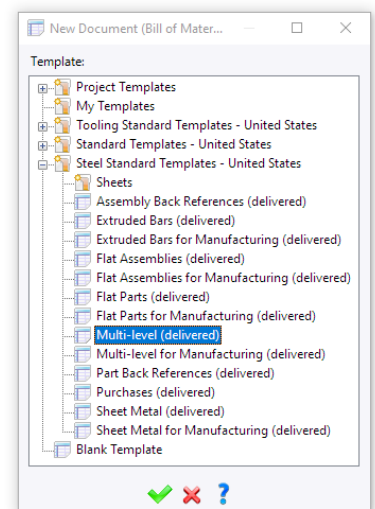 New Document (Bill of Mater...
Template:
Project Templates
My Templates
Tooling Standard Templates - United States
Standard Templates - United States
Steel Standard Templates - United States
Sheets
Assembly Back References (delivered)
Extruded Bars (delivered)
Extruded Bars for Manufacturing (delivered)
Flat Assemblies (delivered)
Flat Assemblies for Manufacturing (delivered)
Flat Parts (delivered)
Flat Parts for Manufacturing (delivered)
Multi-level (delivered)
Multi-level for Manufacturing (delivered)
Part Back References (delivered)
Purchases (delivered)
Sheet Metal (delivered)
Sheet Metal for Manufacturing (delivered)
Blank Template
?